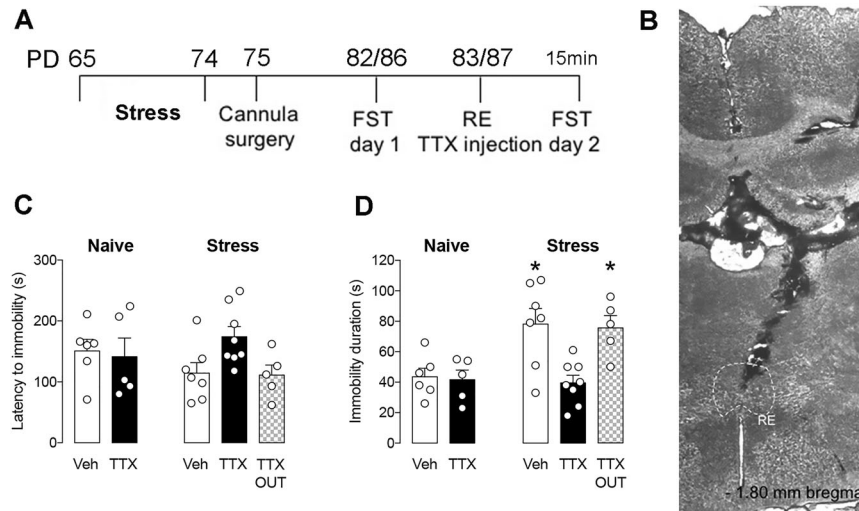 A
PD 65 74 75 82/86 83/87 15min
Stress
Cannula surgery
FST day 1
RE TTX injection
FST day 2
B
RE
- 1.80 mm bregma
C
Naive Stress
Latency to immobility (s)
300
200
100
0
Veh TTX Veh TTX TTX OUT
D
Naive Stress
Immobility duration (s)
120
100
80
60
40
20
0
* *
Veh TTX Veh TTX TTX OUT